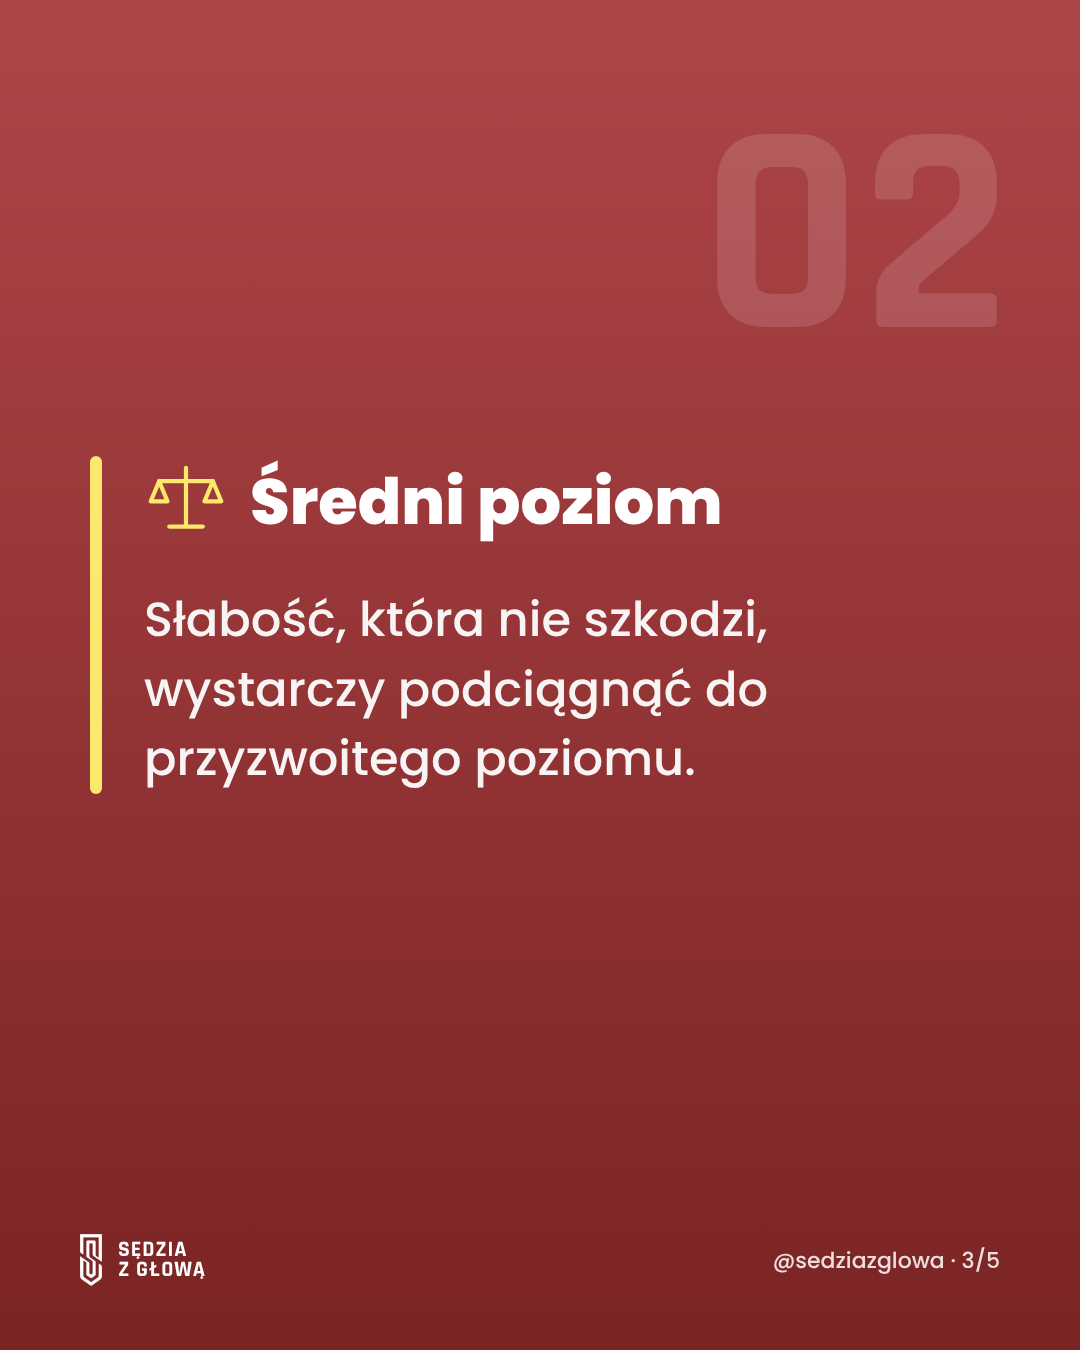 02
Średni poziom
Słabość, która nie szkodzi,
wystarczy podciągnąć do
przyzwoitego poziomu.
SĘDZIA
Z GŁOWĄ
@sedziazglowa · 3/5